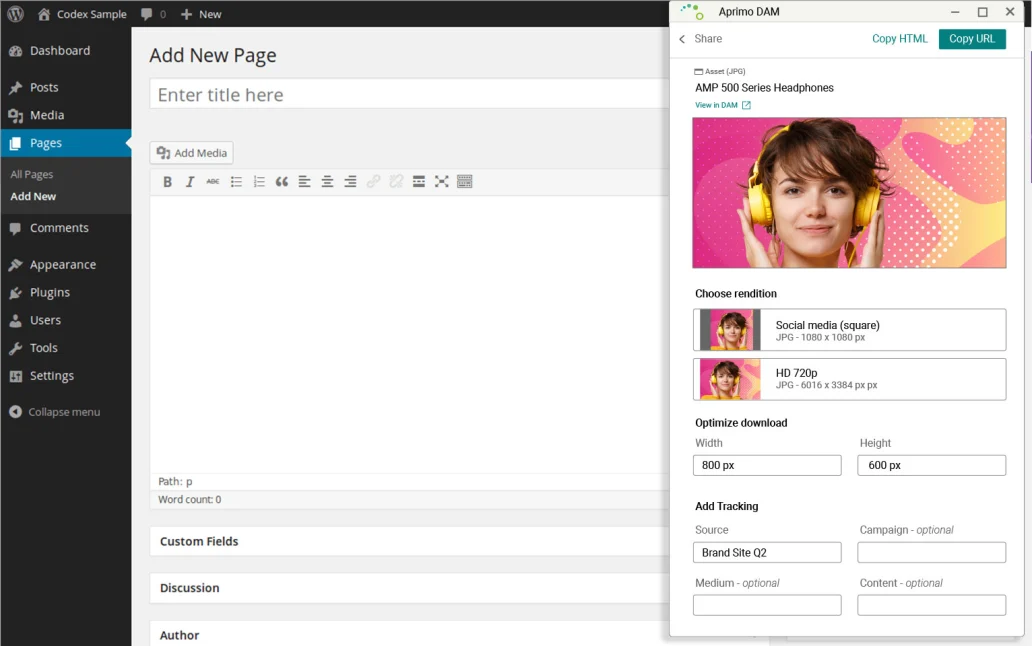 Codex Sample
0
New
Dashboard
Posts
Media
Pages
All Pages
Add New
Comments
Appearance
Plugins
Users
Tools
Settings
Collapse menu
Add New Page
Enter title here
Add Media
B I ABC
Path: p
Word count: 0
Custom Fields
Discussion
Author
Aprimo DAM
Share
Copy HTML
Copy URL
Asset (JPG)
AMP 500 Series Headphones
View in DAM
Choose rendition
Social media (square)
JPG - 1080 x 1080 px
HD 720p
JPG - 6016 x 3384 px px
Optimize download
Width Height
800 px 600 px
Add Tracking
Source Campaign - optional
Brand Site Q2
Medium - optional Content - optional